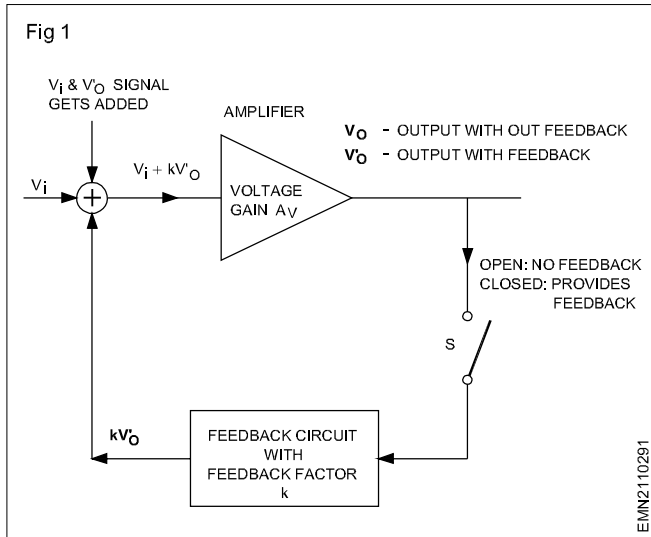 Fig 1
Vi & V'O SIGNAL
GETS ADDED
AMPLIFIER
VO - OUTPUT WITH OUT FEEDBACK
V'O - OUTPUT WITH FEEDBACK
Vi
+
Vi + kV'O
VOLTAGE
GAIN AV
OPEN: NO FEEDBACK
CLOSED: PROVIDES
FEEDBACK
S
kV'O
FEEDBACK CIRCUIT
WITH
FEEDBACK FACTOR
k
EMN2110291